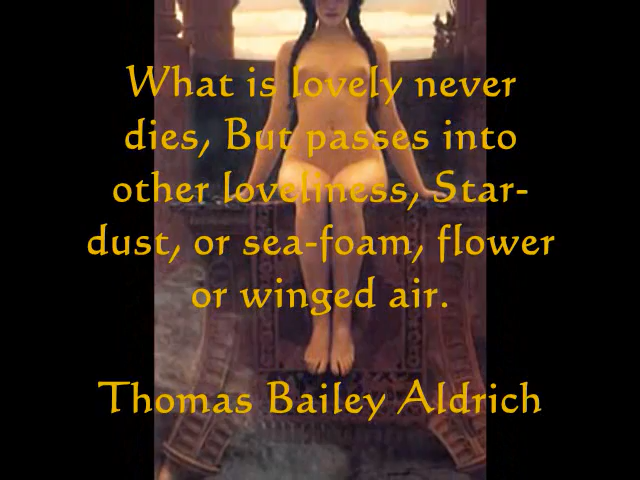 What is lovely never
dies, But passes into
other loveliness, Star-
dust, or sea-foam, flower
or winged air.
Thomas Bailey Aldrich